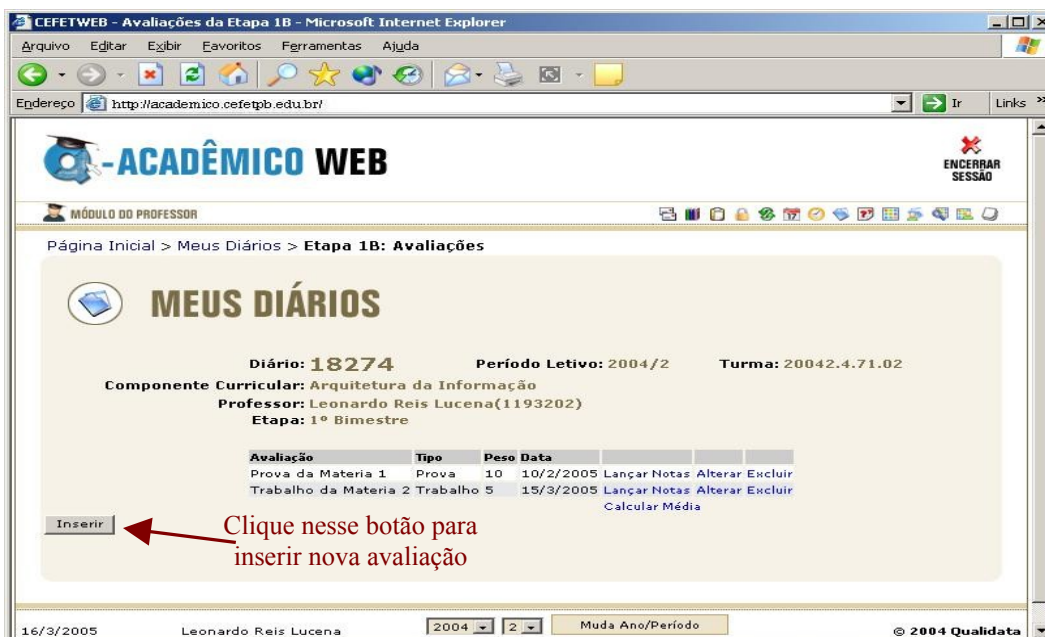 CEFETWEB - Avaliações da Etapa 1B - Microsoft Internet Explorer
Arquivo Editar Exibir Favoritos Ferramentas Ajuda
Endereço http://academico.cefetpb.edu.br/ Ir Links »
-ACADÊMICO WEB
ENCERRAR
SESSÃO
MÓDULO DO PROFESSOR
Página Inicial > Meus Diários > Etapa 1B: Avaliações
MEUS DIÁRIOS
Diário: 18274 Período Letivo: 2004/2 Turma: 20042.4.71.02
Componente Curricular: Arquitetura da Informação
Professor: Leonardo Reis Lucena(1193202)
Etapa: 1º Bimestre
Avaliação Tipo Peso Data
Prova da Materia 1 Prova 10 10/2/2005 Lançar Notas Alterar Excluir
Trabalho da Materia 2 Trabalho 5 15/3/2005 Lançar Notas Alterar Excluir
Calcular Média
Inserir
Clique nesse botão para
inserir nova avaliação
16/3/2005 Leonardo Reis Lucena 2004 2 Muda Ano/Período © 2004 Qualidata